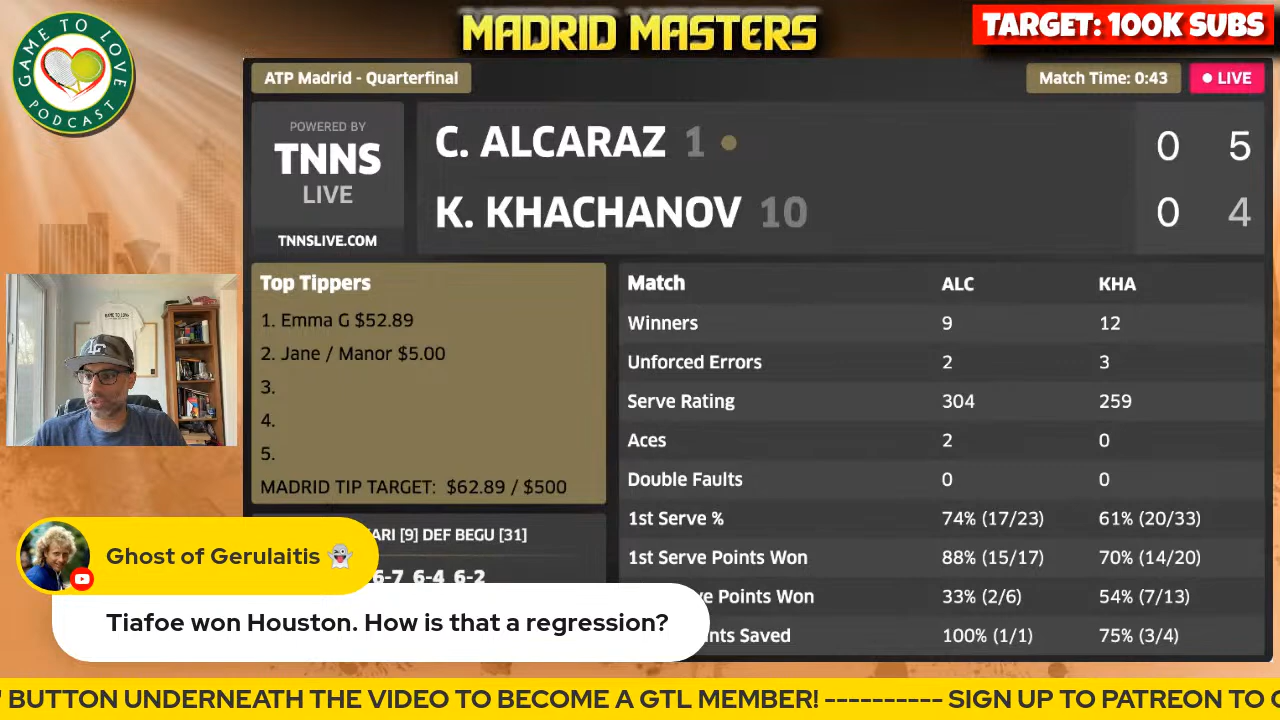 GAME TO LOVE
PODCAST
MADRID MASTERS
TARGET: 100K SUBS
ATP Madrid - Quarterfinal
Match Time: 0:43
LIVE
POWERED BY
TNNS
LIVE
TNNSLIVE.COM
C. ALCARAZ 1 0 5
K. KHACHANOV 10 0 4
Top Tippers
1. Emma G $52.89
2. Jane / Manor $5.00
3.
4.
5.
MADRID TIP TARGET: $62.89 / $500
Match ALC KHA
Winners 9 12
Unforced Errors 2 3
Serve Rating 304 259
Aces 2 0
Double Faults 0 0
1st Serve % 74% (17/23) 61% (20/33)
1st Serve Points Won 88% (15/17) 70% (14/20)
ve Points Won 33% (2/6) 54% (7/13)
nts Saved 100% (1/1) 75% (3/4)
ARI [9] DEF BEGU [31]
6-7 6-4 6-2
Ghost of Gerulaitis 👻
Tiafoe won Houston. How is that a regression?
' BUTTON UNDERNEATH THE VIDEO TO BECOME A GTL MEMBER! ---------- SIGN UP TO PATREON TO